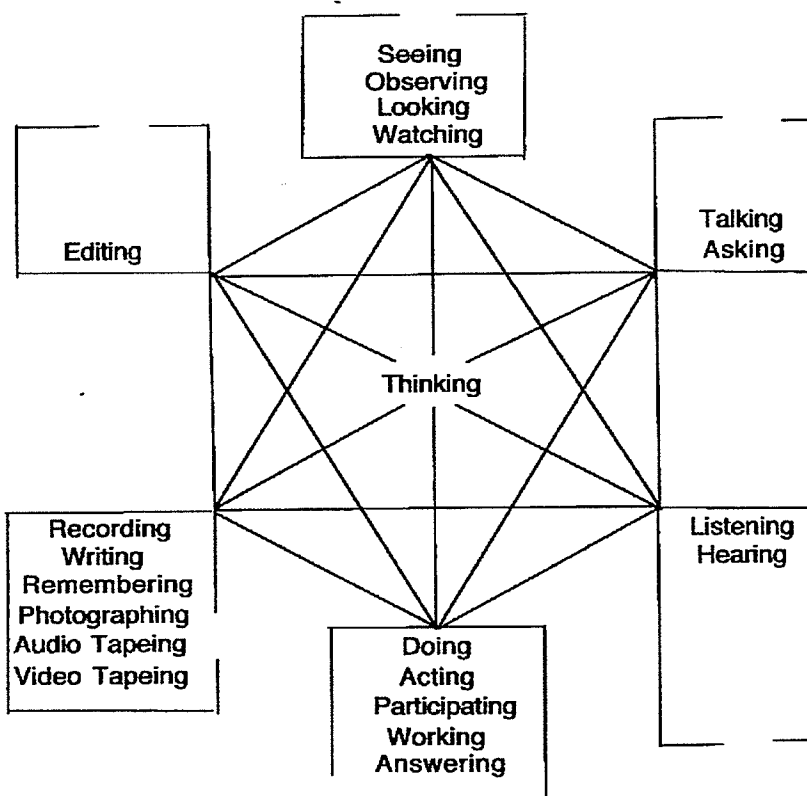 Seeing
Observing
Looking
Watching
Editing
Talking
Asking
Thinking
Recording
Writing
Remembering
Photographing
Audio Tapeing
Video Tapeing
Listening
Hearing
Doing
Acting
Participating
Working
Answering